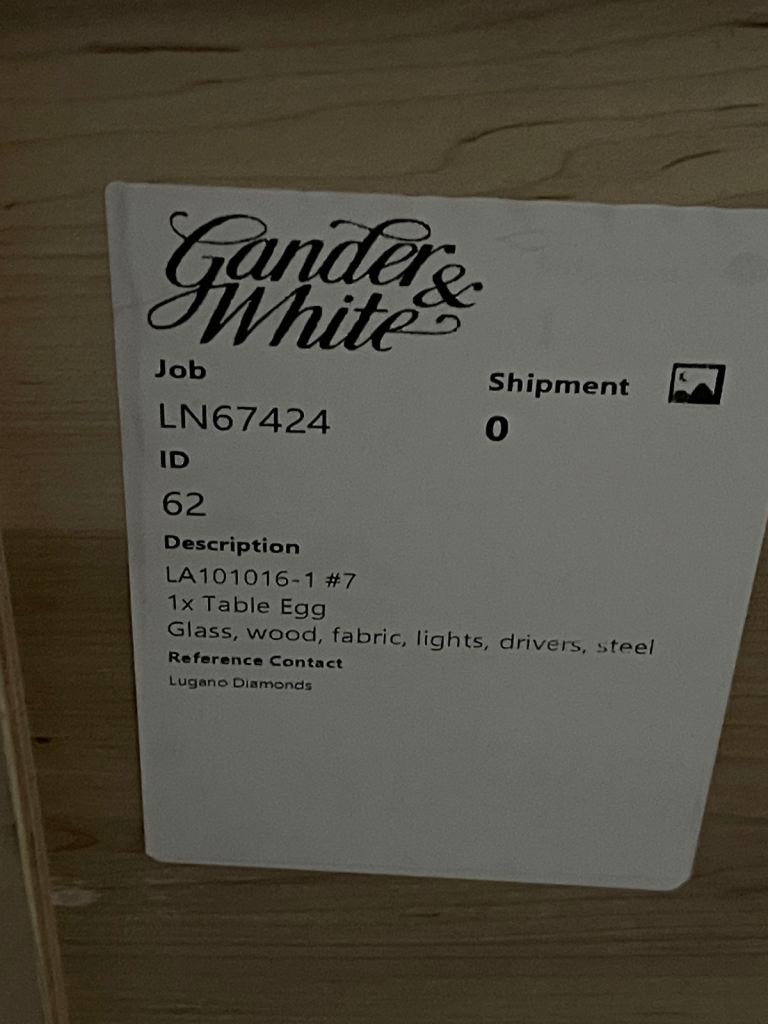 Gander &
White
Job
LN67424
Shipment
0
ID
62
Description
LA101016-1 #7
1x Table Egg
Glass, wood, fabric, lights, drivers, steel
Reference Contact
Lugano Diamonds